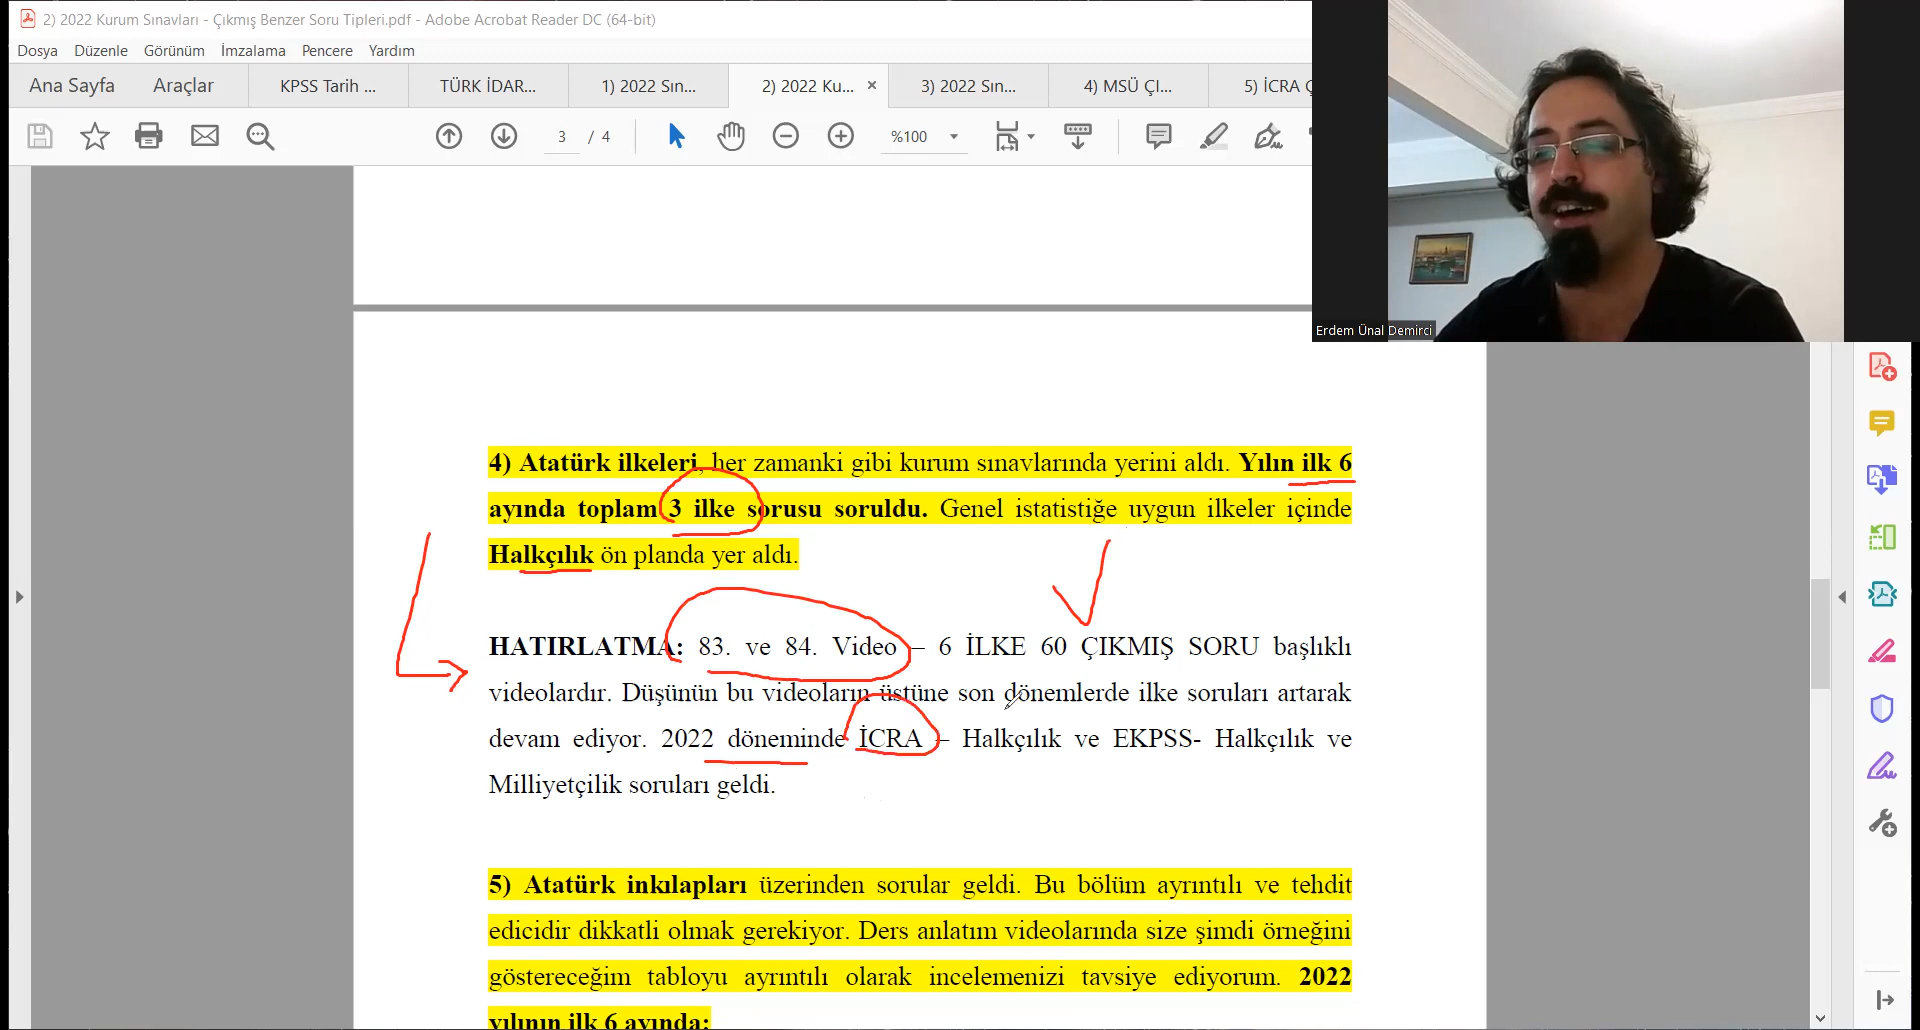 2) 2022 Kurum Sınavları - Çıkmış Benzer Soru Tipleri.pdf - Adobe Acrobat Reader DC (64-bit)
Dosya Düzenle Görünüm İmzalama Pencere Yardım
Ana Sayfa Araçlar KPSS Tarih ... TÜRK İDAR... 1) 2022 Sın... 2) 2022 Ku... × 3) 2022 Sın... 4) MSÜ ÇI... 5) İCRA Ç
3 / 4 %100
Erdem Ünal Demirci
4) Atatürk ilkeleri, her zamanki gibi kurum sınavlarında yerini aldı. Yılın ilk 6
ayında toplam 3 ilke sorusu soruldu. Genel istatistiğe uygun ilkeler içinde
Halkçılık ön planda yer aldı.
HATIRLATMA: 83. ve 84. Video – 6 İLKE 60 ÇIKMIŞ SORU başlıklı
videolardır. Düşünün bu videoların üstüne son dönemlerde ilke soruları artarak
devam ediyor. 2022 döneminde İCRA – Halkçılık ve EKPSS- Halkçılık ve
Milliyetçilik soruları geldi.
5) Atatürk inkılapları üzerinden sorular geldi. Bu bölüm ayrıntılı ve tehdit
edicidir dikkatli olmak gerekiyor. Ders anlatım videolarında size şimdi örneğini
göstereceğim tabloyu ayrıntılı olarak incelemenizi tavsiye ediyorum. 2022
yılının ilk 6 ayında: